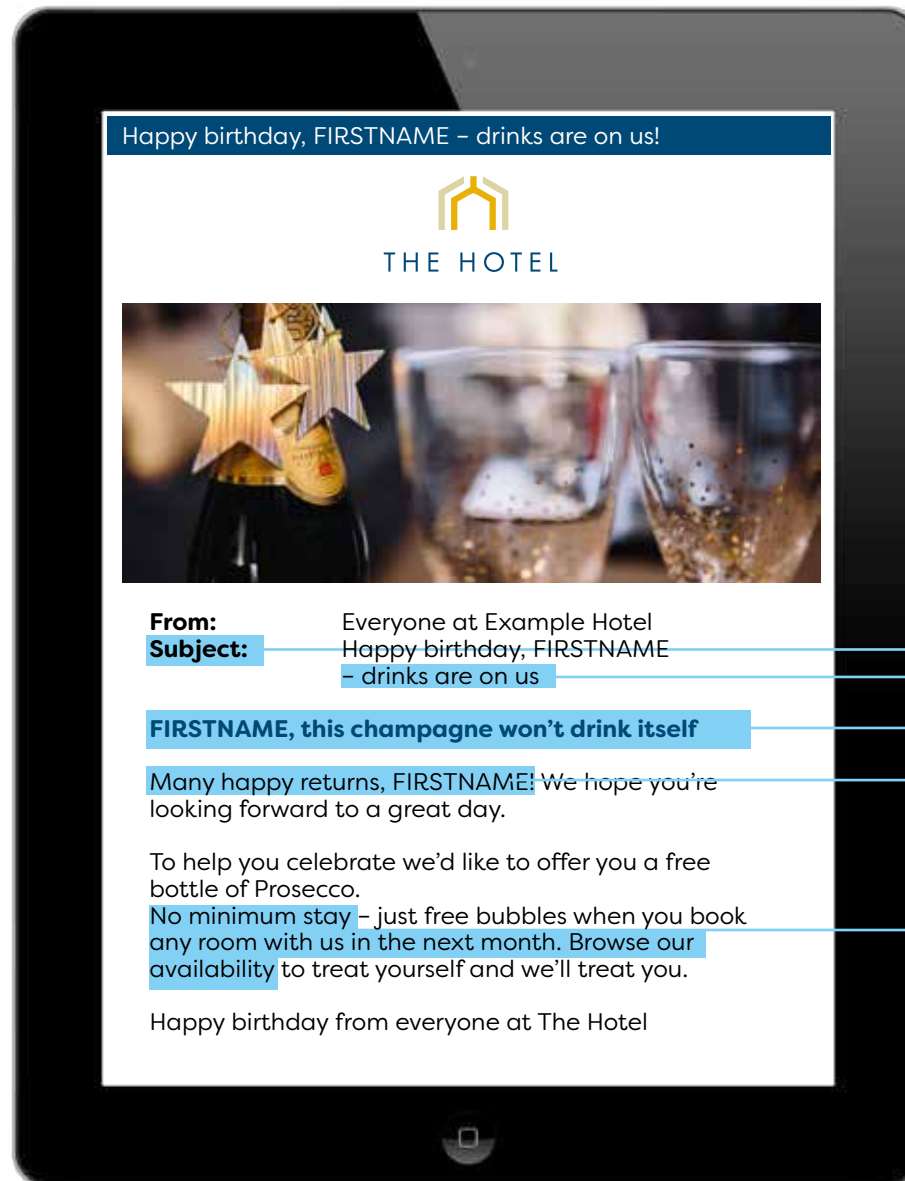 Happy birthday, FIRSTNAME – drinks are on us!
THE HOTEL
From: Everyone at Example Hotel
Subject: Happy birthday, FIRSTNAME
– drinks are on us
FIRSTNAME, this champagne won’t drink itself
Many happy returns, FIRSTNAME! We hope you’re
looking forward to a great day.
To help you celebrate we’d like to offer you a free
bottle of Prosecco.
No minimum stay – just free bubbles when you book
any room with us in the next month. Browse our
availability to treat yourself and we’ll treat you.
Happy birthday from everyone at The Hotel